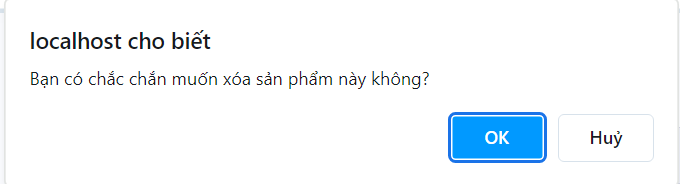 localhost cho biết
Bạn có chắc chắn muốn xóa sản phẩm này không?
OK
Huỷ